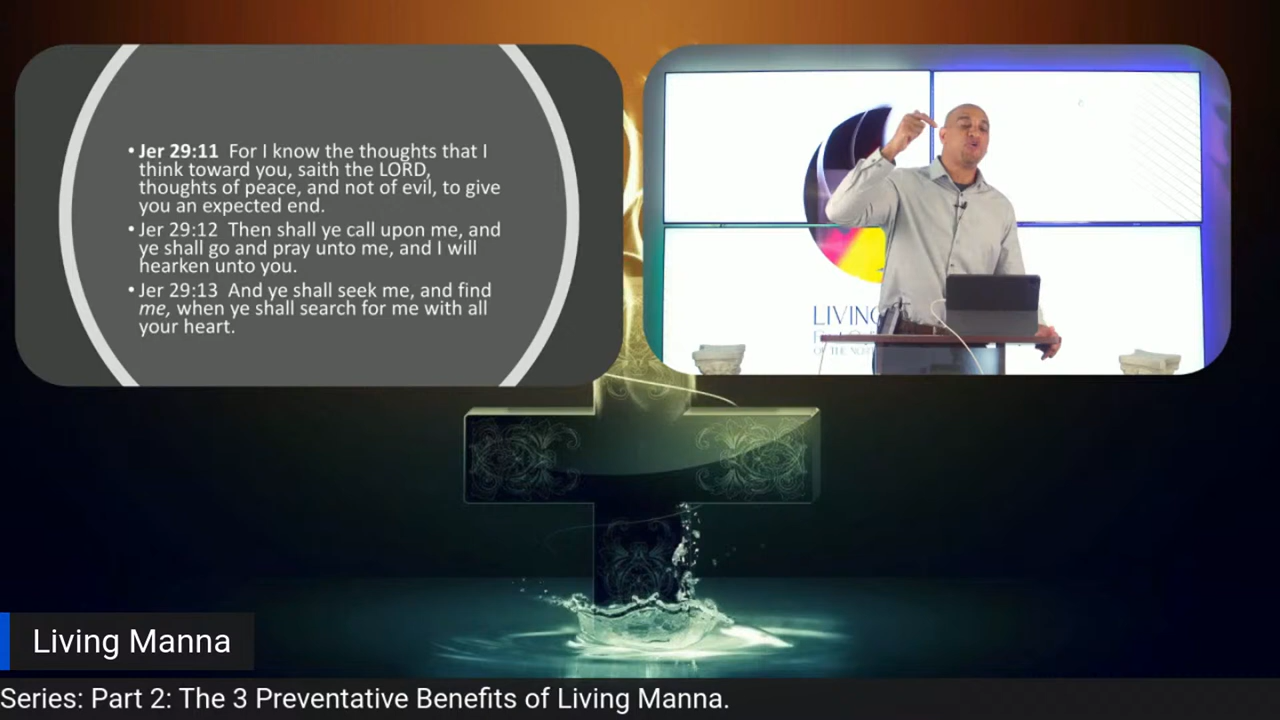 • Jer 29:11 For I know the thoughts that I
think toward you, saith the LORD,
thoughts of peace, and not of evil, to give
you an expected end.
• Jer 29:12 Then shall ye call upon me, and
ye shall go and pray unto me, and I will
hearken unto you.
• Jer 29:13 And ye shall seek me, and find
me, when ye shall search for me with all
your heart.
LIVING
OF THE
Living Manna
Series: Part 2: The 3 Preventative Benefits of Living Manna.